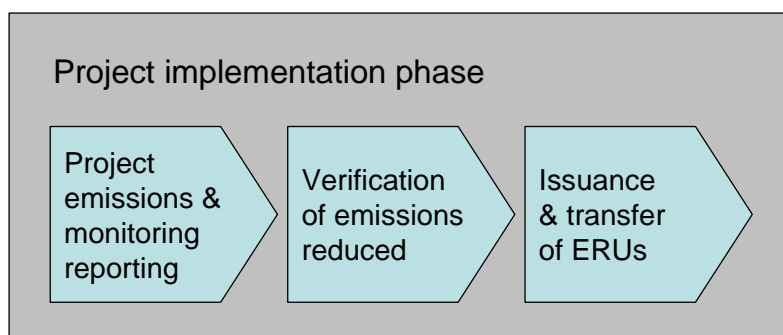 Project implementation phase
Project
emissions &
monitoring
reporting
Verification
of emissions
reduced
Issuance
& transfer
of ERUs